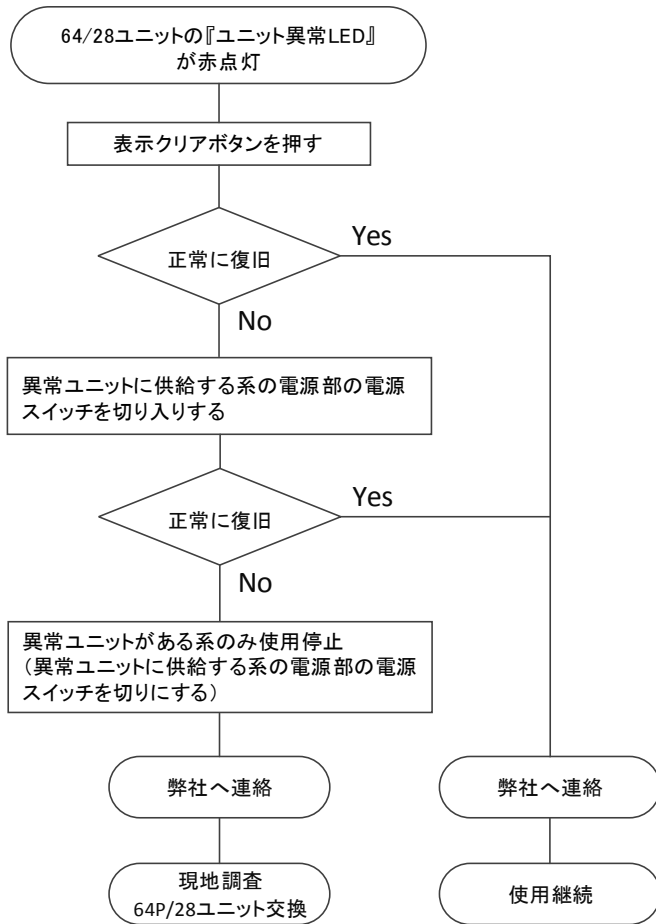 64/28ユニットの『ユニット異常LED』
が赤点灯
表示クリアボタンを押す
正常に復旧
Yes
No
異常ユニットに供給する系の電源部の電源
スイッチを切り入りする
正常に復旧
Yes
No
異常ユニットがある系のみ使用停止
（異常ユニットに供給する系の電源部の電源
スイッチを切りにする）
弊社へ連絡
弊社へ連絡
現地調査
64P/28ユニット交換
使用継続